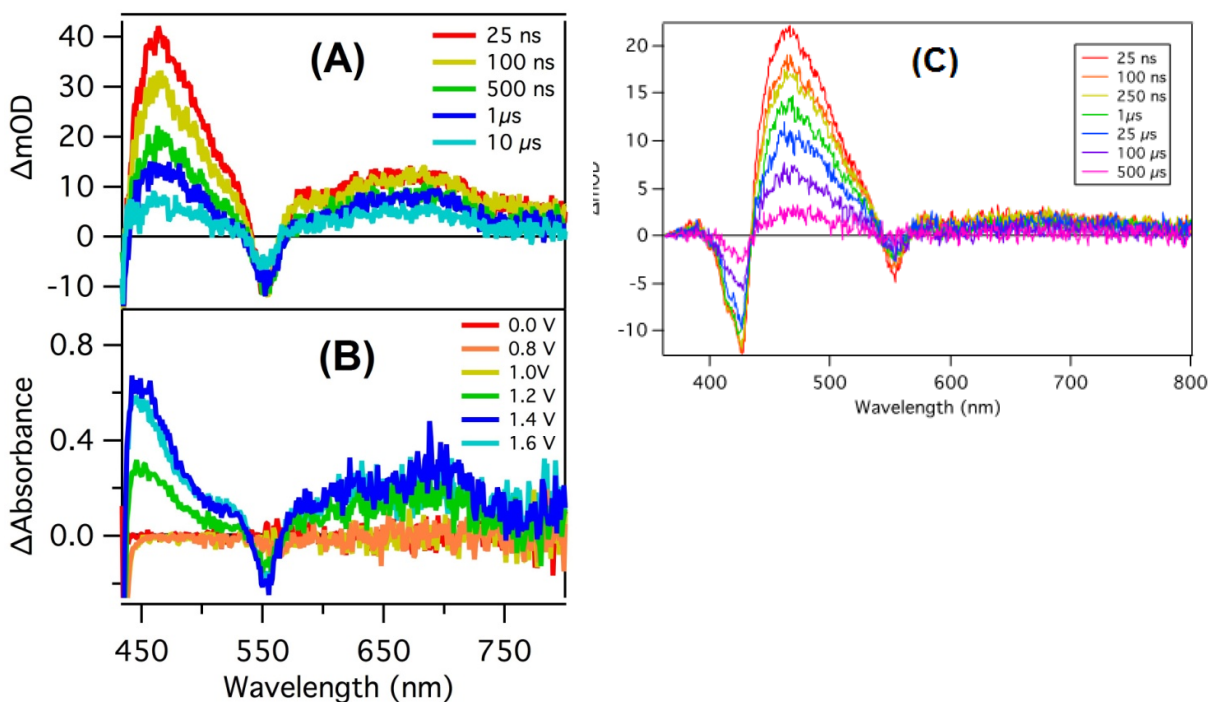 (A)
40
30
20
10
0
-10
ΔmOD
25 ns
100 ns
500 ns
1µs
10 µs
(B)
0.8
0.4
0.0
ΔAbsorbance
0.0 V
0.8 V
1.0V
1.2 V
1.4 V
1.6 V
450 550 650 750
Wavelength (nm)
(C)
20
15
10
5
0
-5
-10
ΔmOD
25 ns
100 ns
250 ns
1µs
25 µs
100 µs
500 µs
400 500 600 700 800
Wavelength (nm)